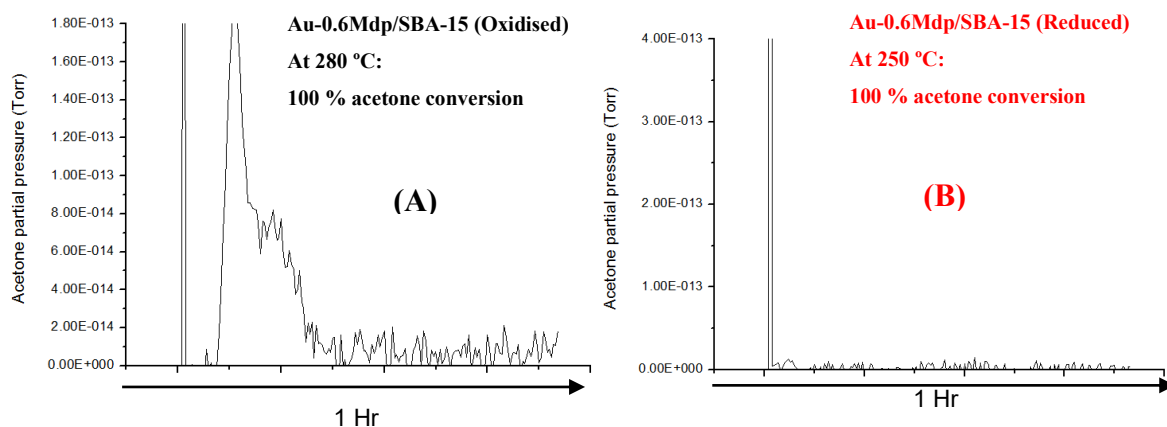 Au-0.6Mdp/SBA-15 (Oxidised)
At 280 ºC:
100 % acetone conversion
(A)
Acetone partial pressure (Torr)
1.80E-013
1.60E-013
1.40E-013
1.20E-013
1.00E-013
8.00E-014
6.00E-014
4.00E-014
2.00E-014
0.00E+000
1 Hr
Au-0.6Mdp/SBA-15 (Reduced)
At 250 ºC:
100 % acetone conversion
(B)
Acetone partial pressure (Torr)
4.00E-013
3.00E-013
2.00E-013
1.00E-013
0.00E+000
1 Hr